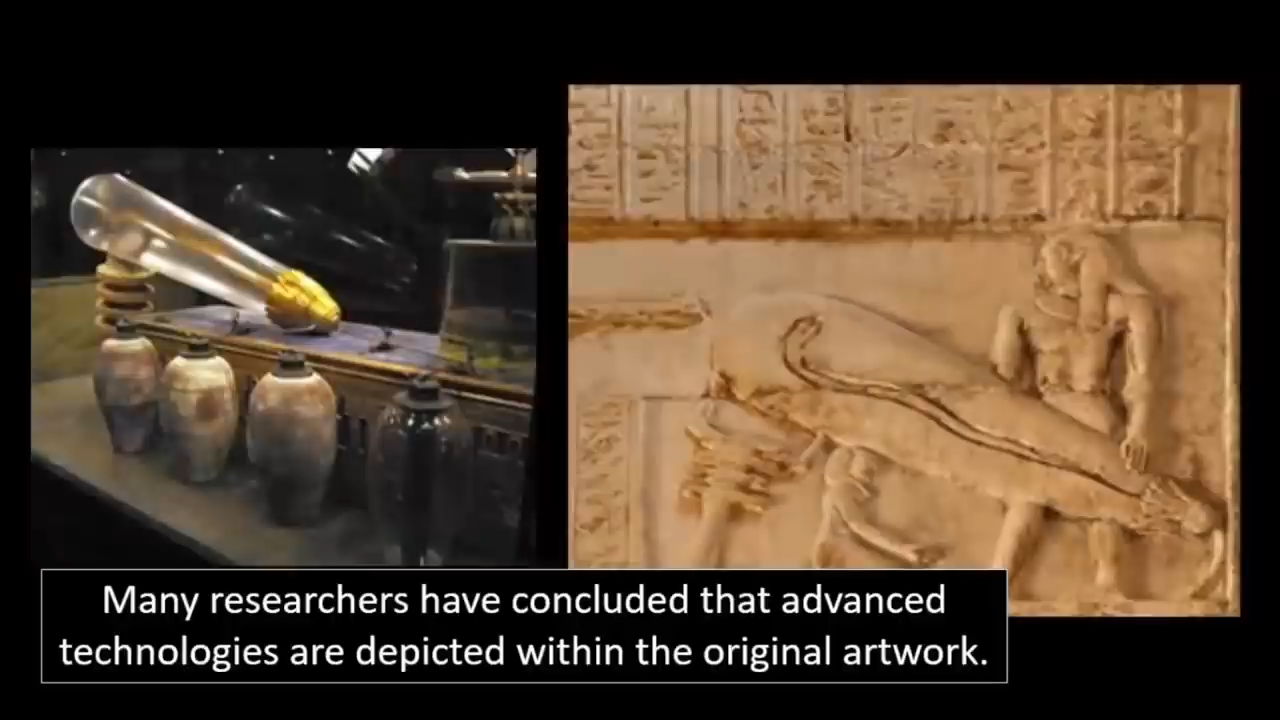 Many researchers have concluded that advanced
technologies are depicted within the original artwork.